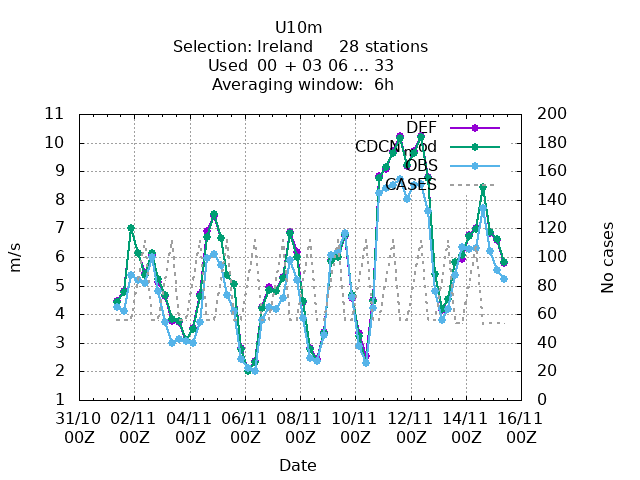 U10m
Selection: Ireland 28 stations
Used 00 + 03 06 ... 33
Averaging window: 6h
11 200
10 180
9 160
8 140
7 120
6 100
5 80
4 60
3 40
2 20
1 0
DEF
CDCN mod
OBS
CASES
m/s
No cases
31/10 02/11 04/11 06/11 08/11 10/11 12/11 14/11 16/11
00Z 00Z 00Z 00Z 00Z 00Z 00Z 00Z 00Z
Date